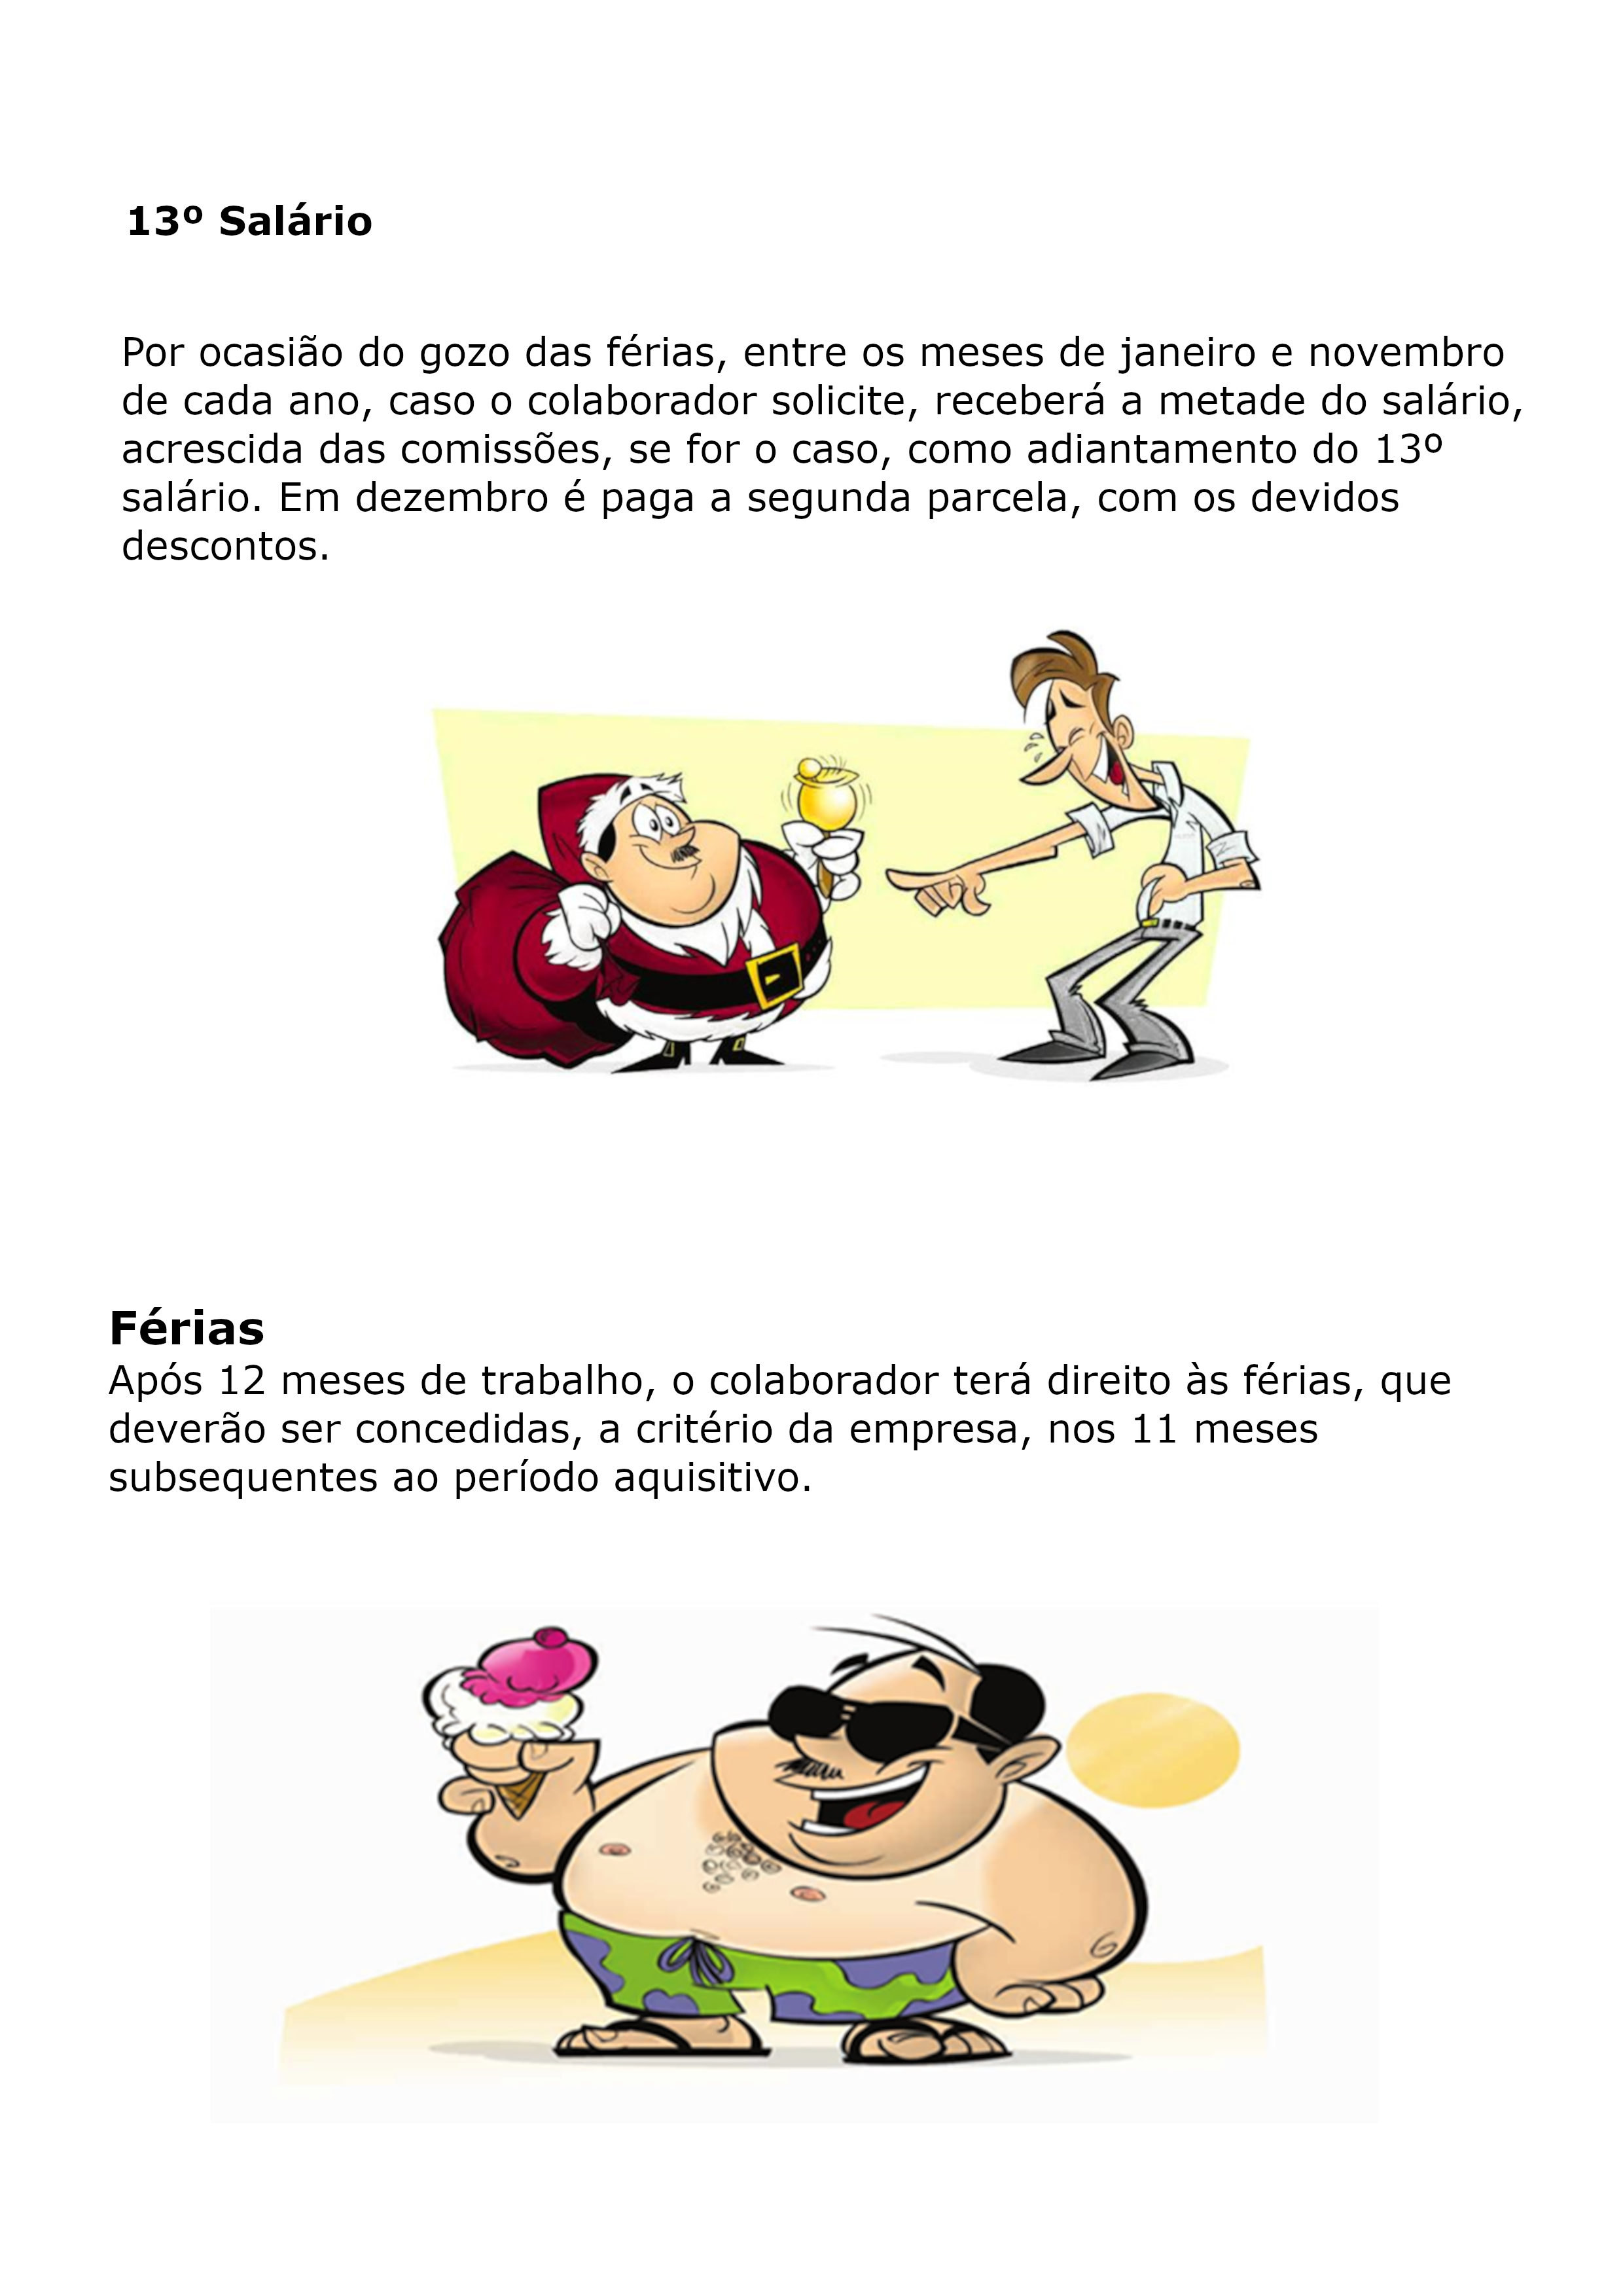 13º Salário
Por ocasião do gozo das férias, entre os meses de janeiro e novembro
de cada ano, caso o colaborador solicite, receberá a metade do salário,
acrescida das comissões, se for o caso, como adiantamento do 13º
salário. Em dezembro é paga a segunda parcela, com os devidos
descontos.
Férias
Após 12 meses de trabalho, o colaborador terá direito às férias, que
deverão ser concedidas, a critério da empresa, nos 11 meses
subsequentes ao período aquisitivo.